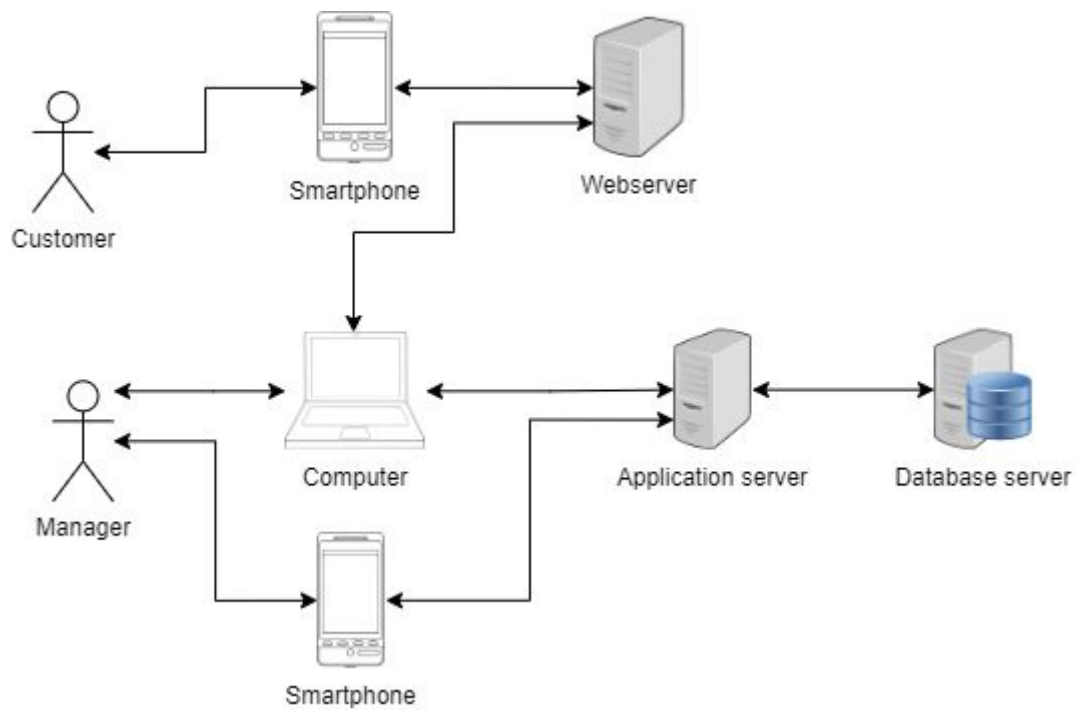 Smartphone
Webserver
Customer
Computer
Application server
Database server
Manager
Smartphone